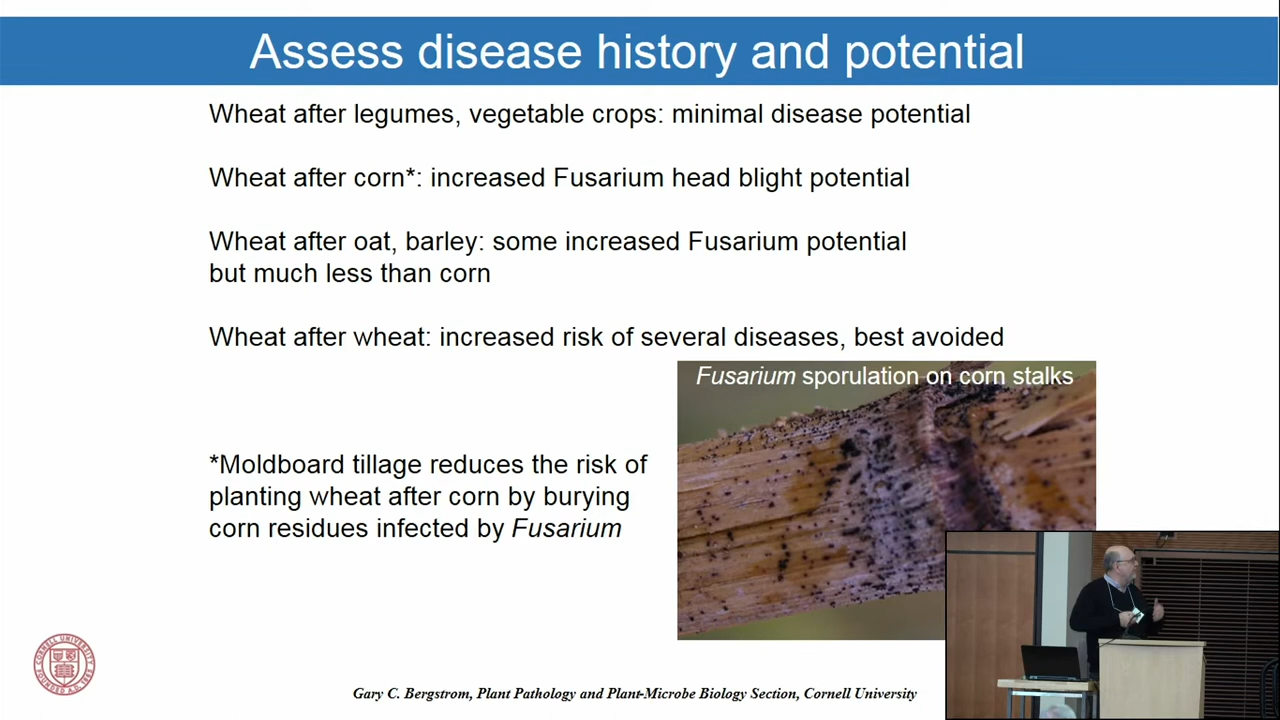 Assess disease history and potential
Wheat after legumes, vegetable crops: minimal disease potential
Wheat after corn*: increased Fusarium head blight potential
Wheat after oat, barley: some increased Fusarium potential
but much less than corn
Wheat after wheat: increased risk of several diseases, best avoided
Fusarium sporulation on corn stalks
*Moldboard tillage reduces the risk of
planting wheat after corn by burying
corn residues infected by Fusarium
Gary C. Bergstrom, Plant Pathology and Plant-Microbe Biology Section, Cornell University